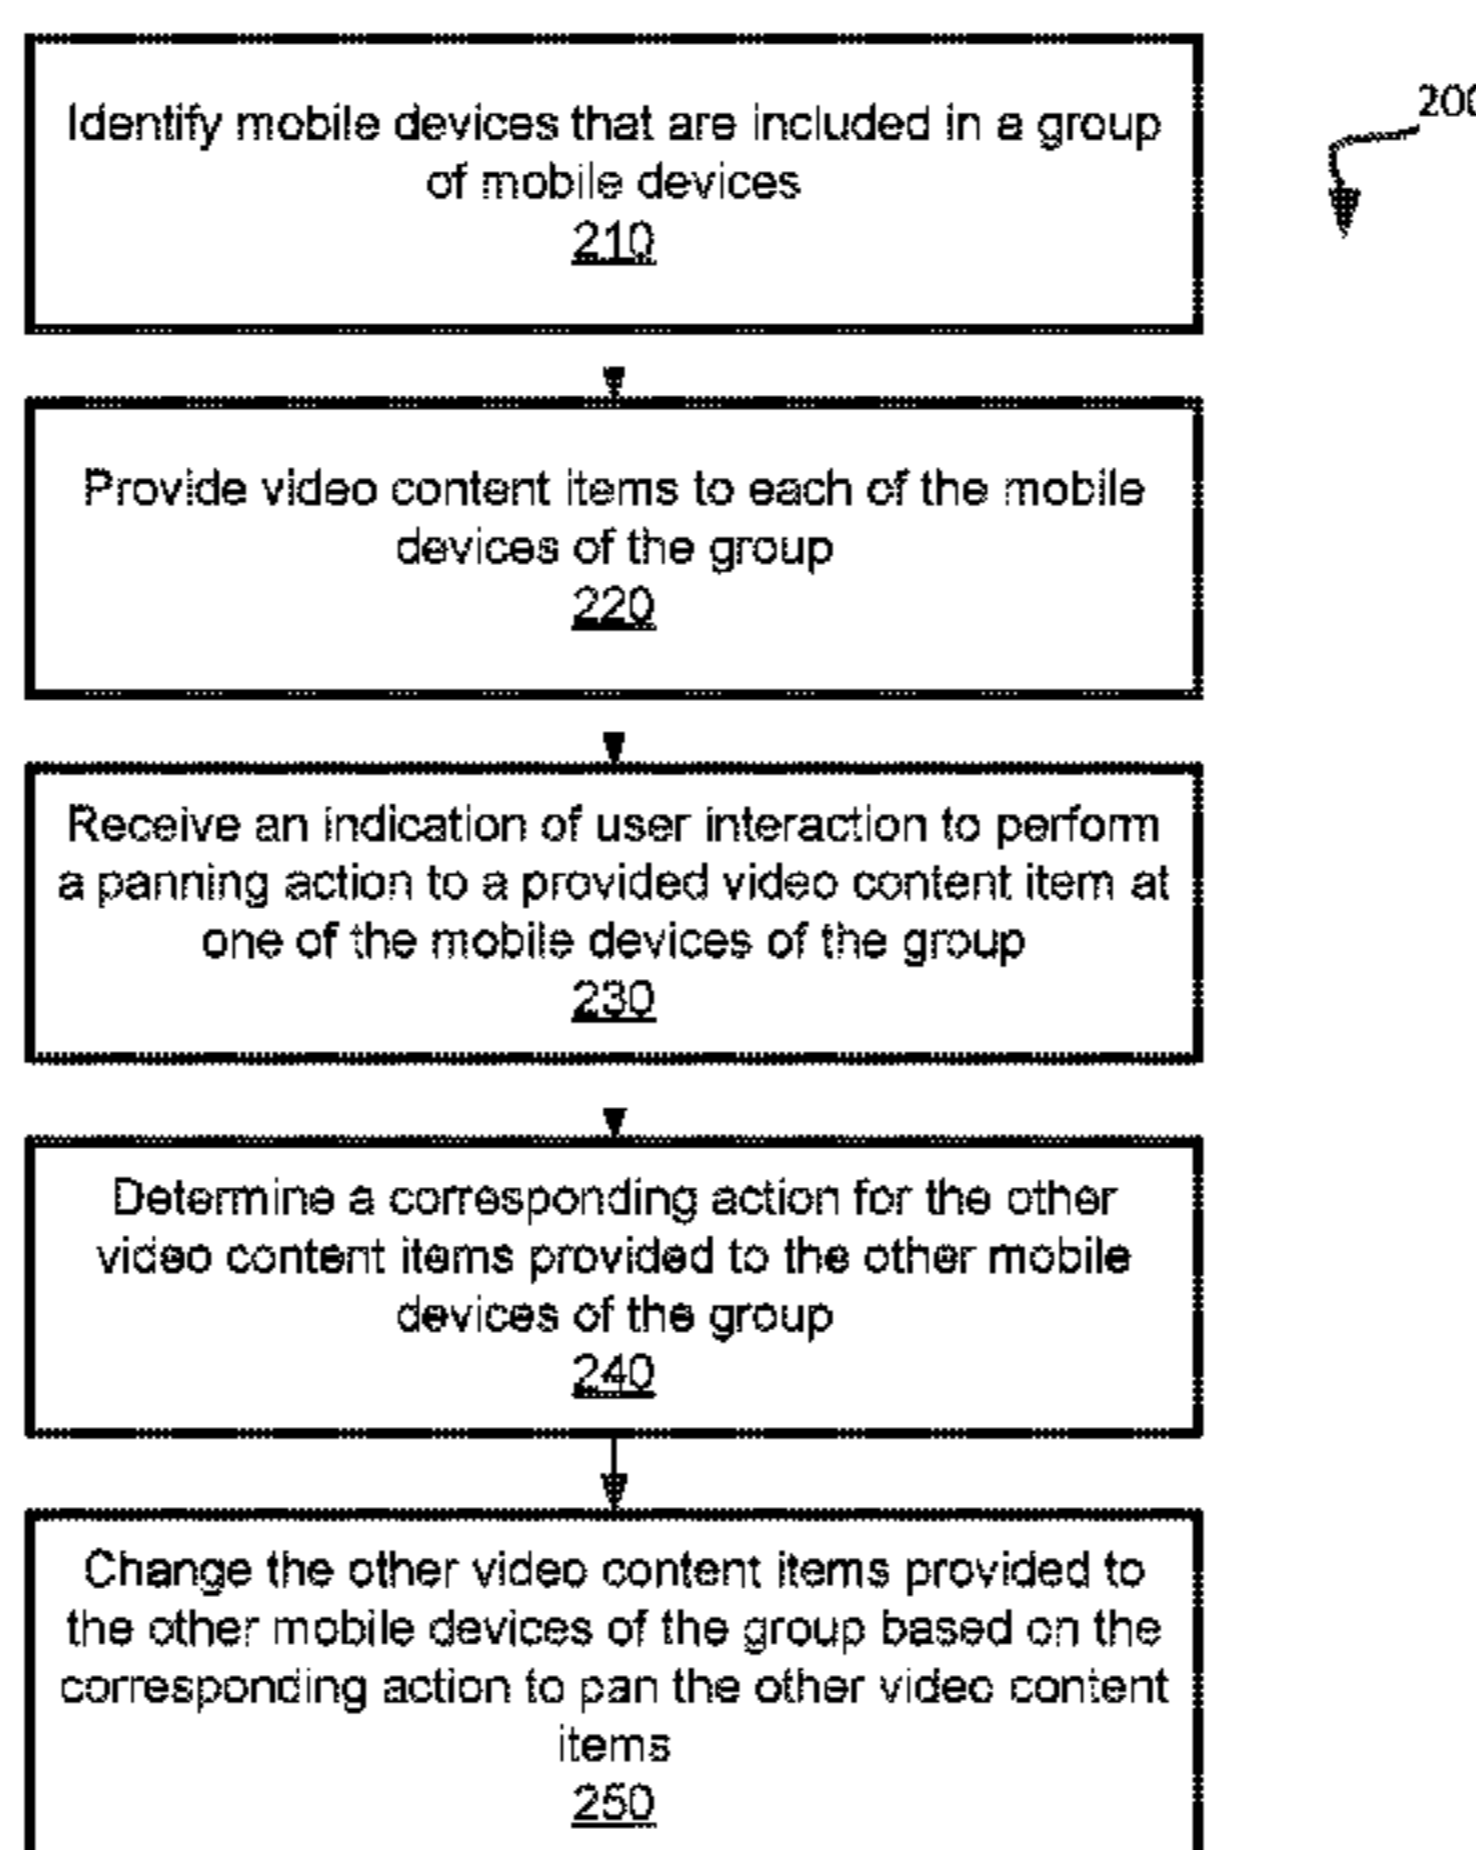 200
Identify mobile devices that are included in a group
of mobile devices
210
Provide video content items to each of the mobile
devices of the group
220
Receive an indication of user interaction to perform
a panning action to a provided video content item at
one of the mobile devices of the group
230
Determine a corresponding action for the other
video content items provided to the other mobile
devices of the group
240
Change the other video content items provided to
the other mobile devices of the group based on the
corresponding action to pan the other video content
items
250